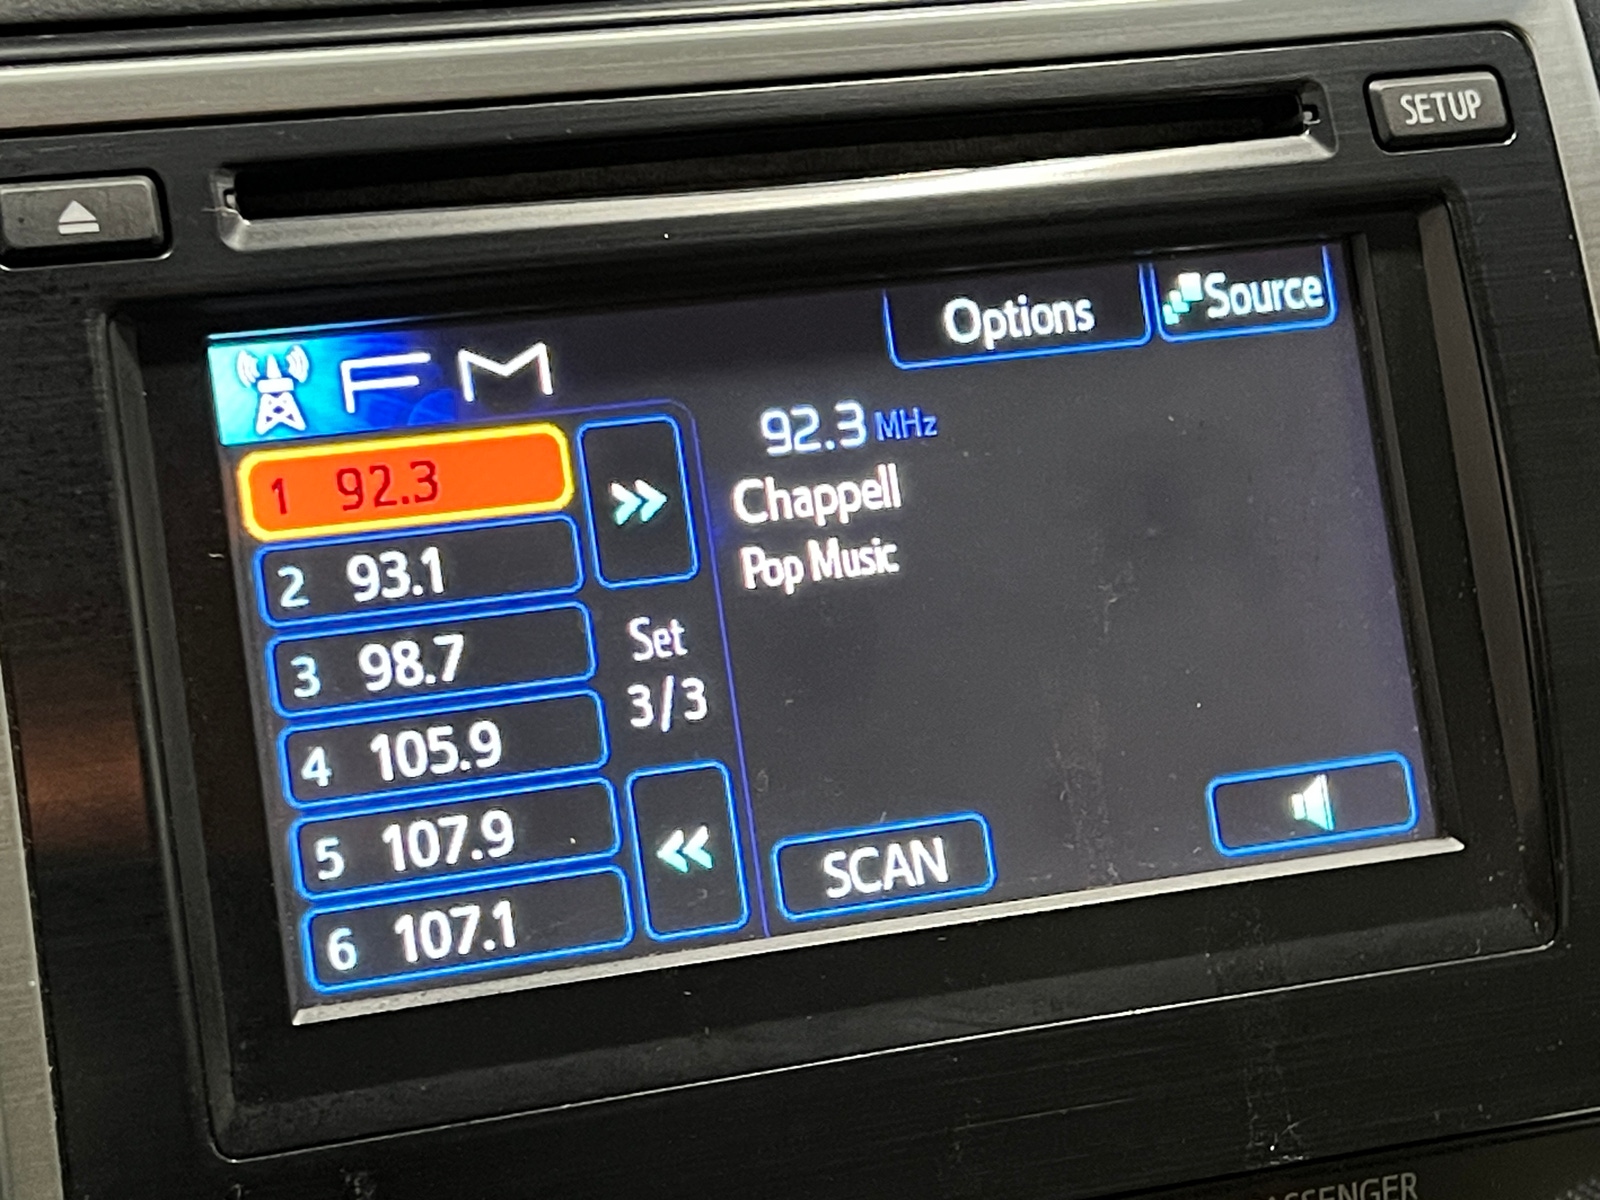 SETUP
Options
Source
FM
92.3 MHz
Chappell
Pop Music
1 92.3
2 93.1
3 98.7
4 105.9
5 107.9
6 107.1
Set
3/3
SCAN